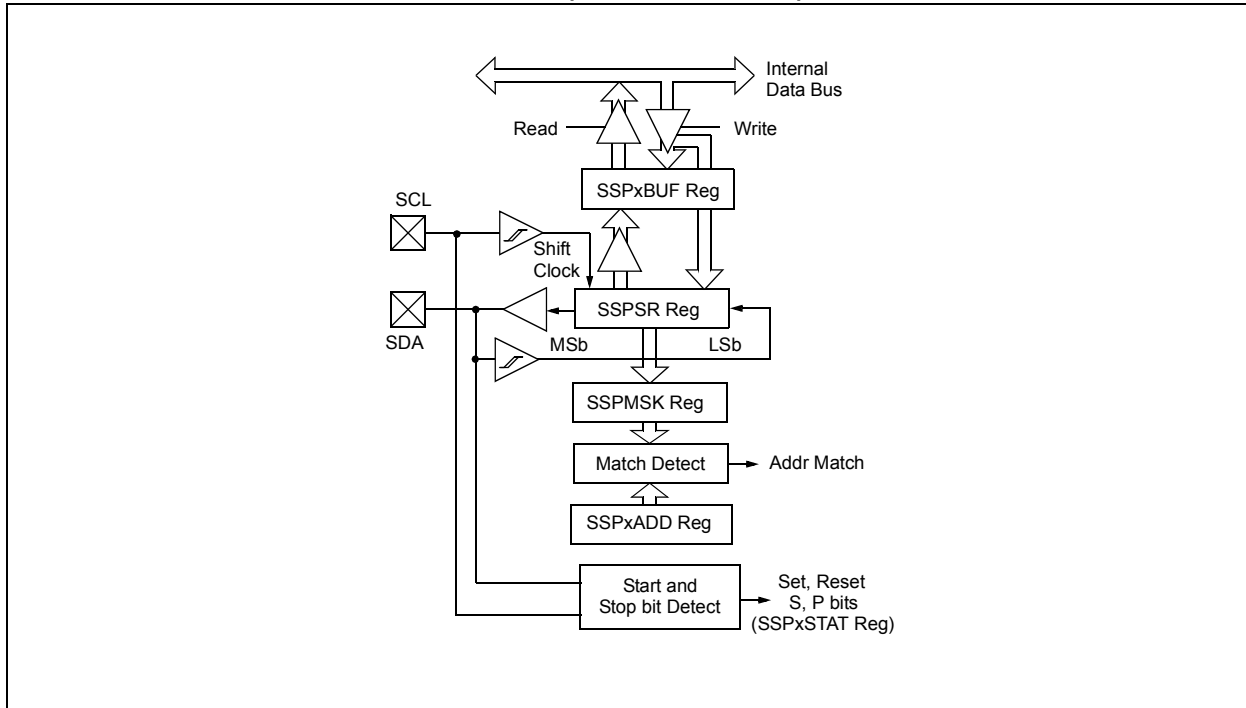 Internal
Data Bus
Read
Write
SSPxBUF Reg
SCL
Shift
Clock
SSPSR Reg
SDA
MSb
LSb
SSPMSK Reg
Match Detect
Addr Match
SSPxADD Reg
Start and
Stop bit Detect
Set, Reset
S, P bits
(SSPxSTAT Reg)